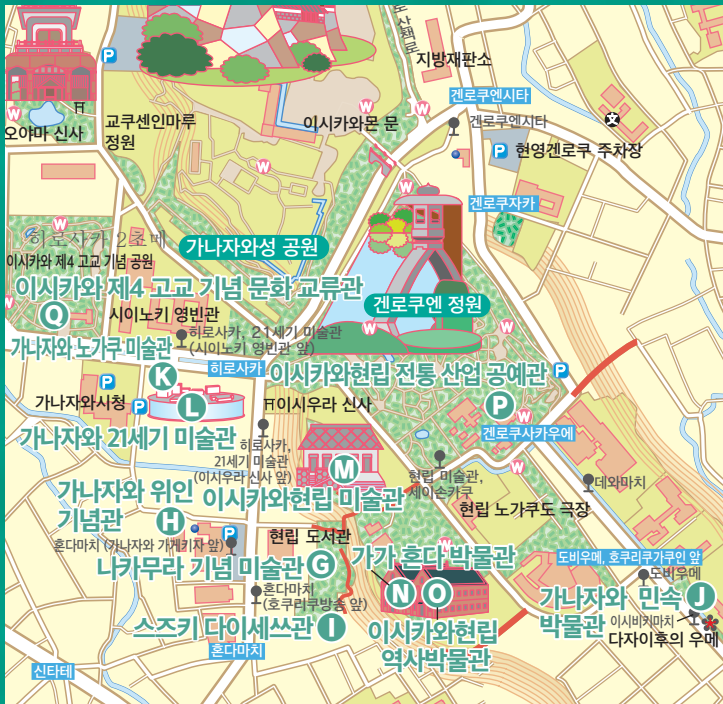 산책로
지방재판소
P
겐로쿠엔시타
오야마 신사
교쿠센인마루
정원
이시카와몬 문
W
겐로쿠엔시타
P
현영겐로쿠 주차장
겐로쿠자카
히로사카 2초메
가나자와성 공원
이시카와 제4 고교 기념 공원
이시카와 제4 고교 기념 문화 교류관
Q
시이노키 영빈관
겐로쿠엔 정원
히로사카, 21세기 미술관
(시이노키 영빈관 앞)
가나자와 노가쿠 미술관
K
히로사카
이시카와현립 전통 산업 공예관
P
P
가나자와시청
P
P
L
이시우라 신사
가나자와 21세기 미술관
겐로쿠사카우에
히로사카,
21세기 미술관
(이시우라 신사 앞)
M
이시카와현립 미술관
현립 미술관,
세이손카쿠
데와마치
가나자와 위인
기념관
H
현립 노가쿠도 극장
혼다마치 (가나자와 가게키자 앞)
P
현립 도서관
나카무라 기념 미술관
G
가가 혼다 박물관
N
O
도비우메, 호쿠리쿠가쿠인 앞
도비우메
혼다마치
(호쿠리쿠방송 앞)
가나자와 민속
박물관
J
이시비키마치
다자이후의 우메
스즈키 다이세쓰관
I
이시카와현립
역사박물관
혼다마치
신타테